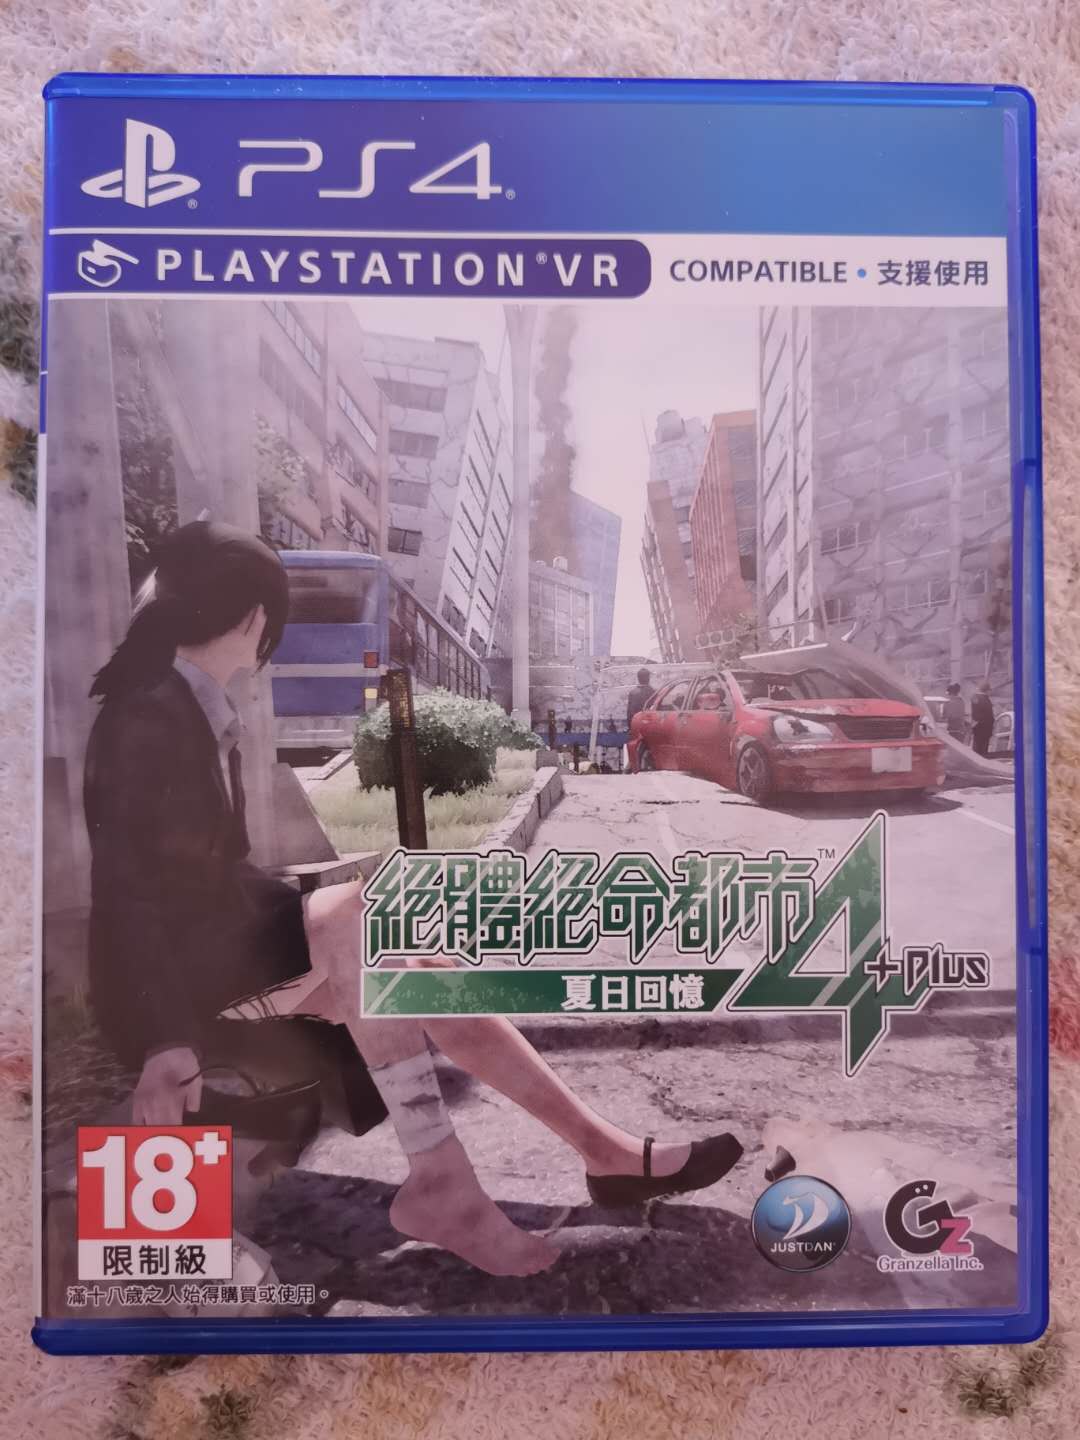 PS4®
PLAYSTATION®VR
COMPATIBLE・支援使用
絕體絕命都市™4
+Plus
夏日回憶
18+
限制級
滿十八歲之人始得購買或使用。
JUSTDAN
Gz
Granzella Inc.